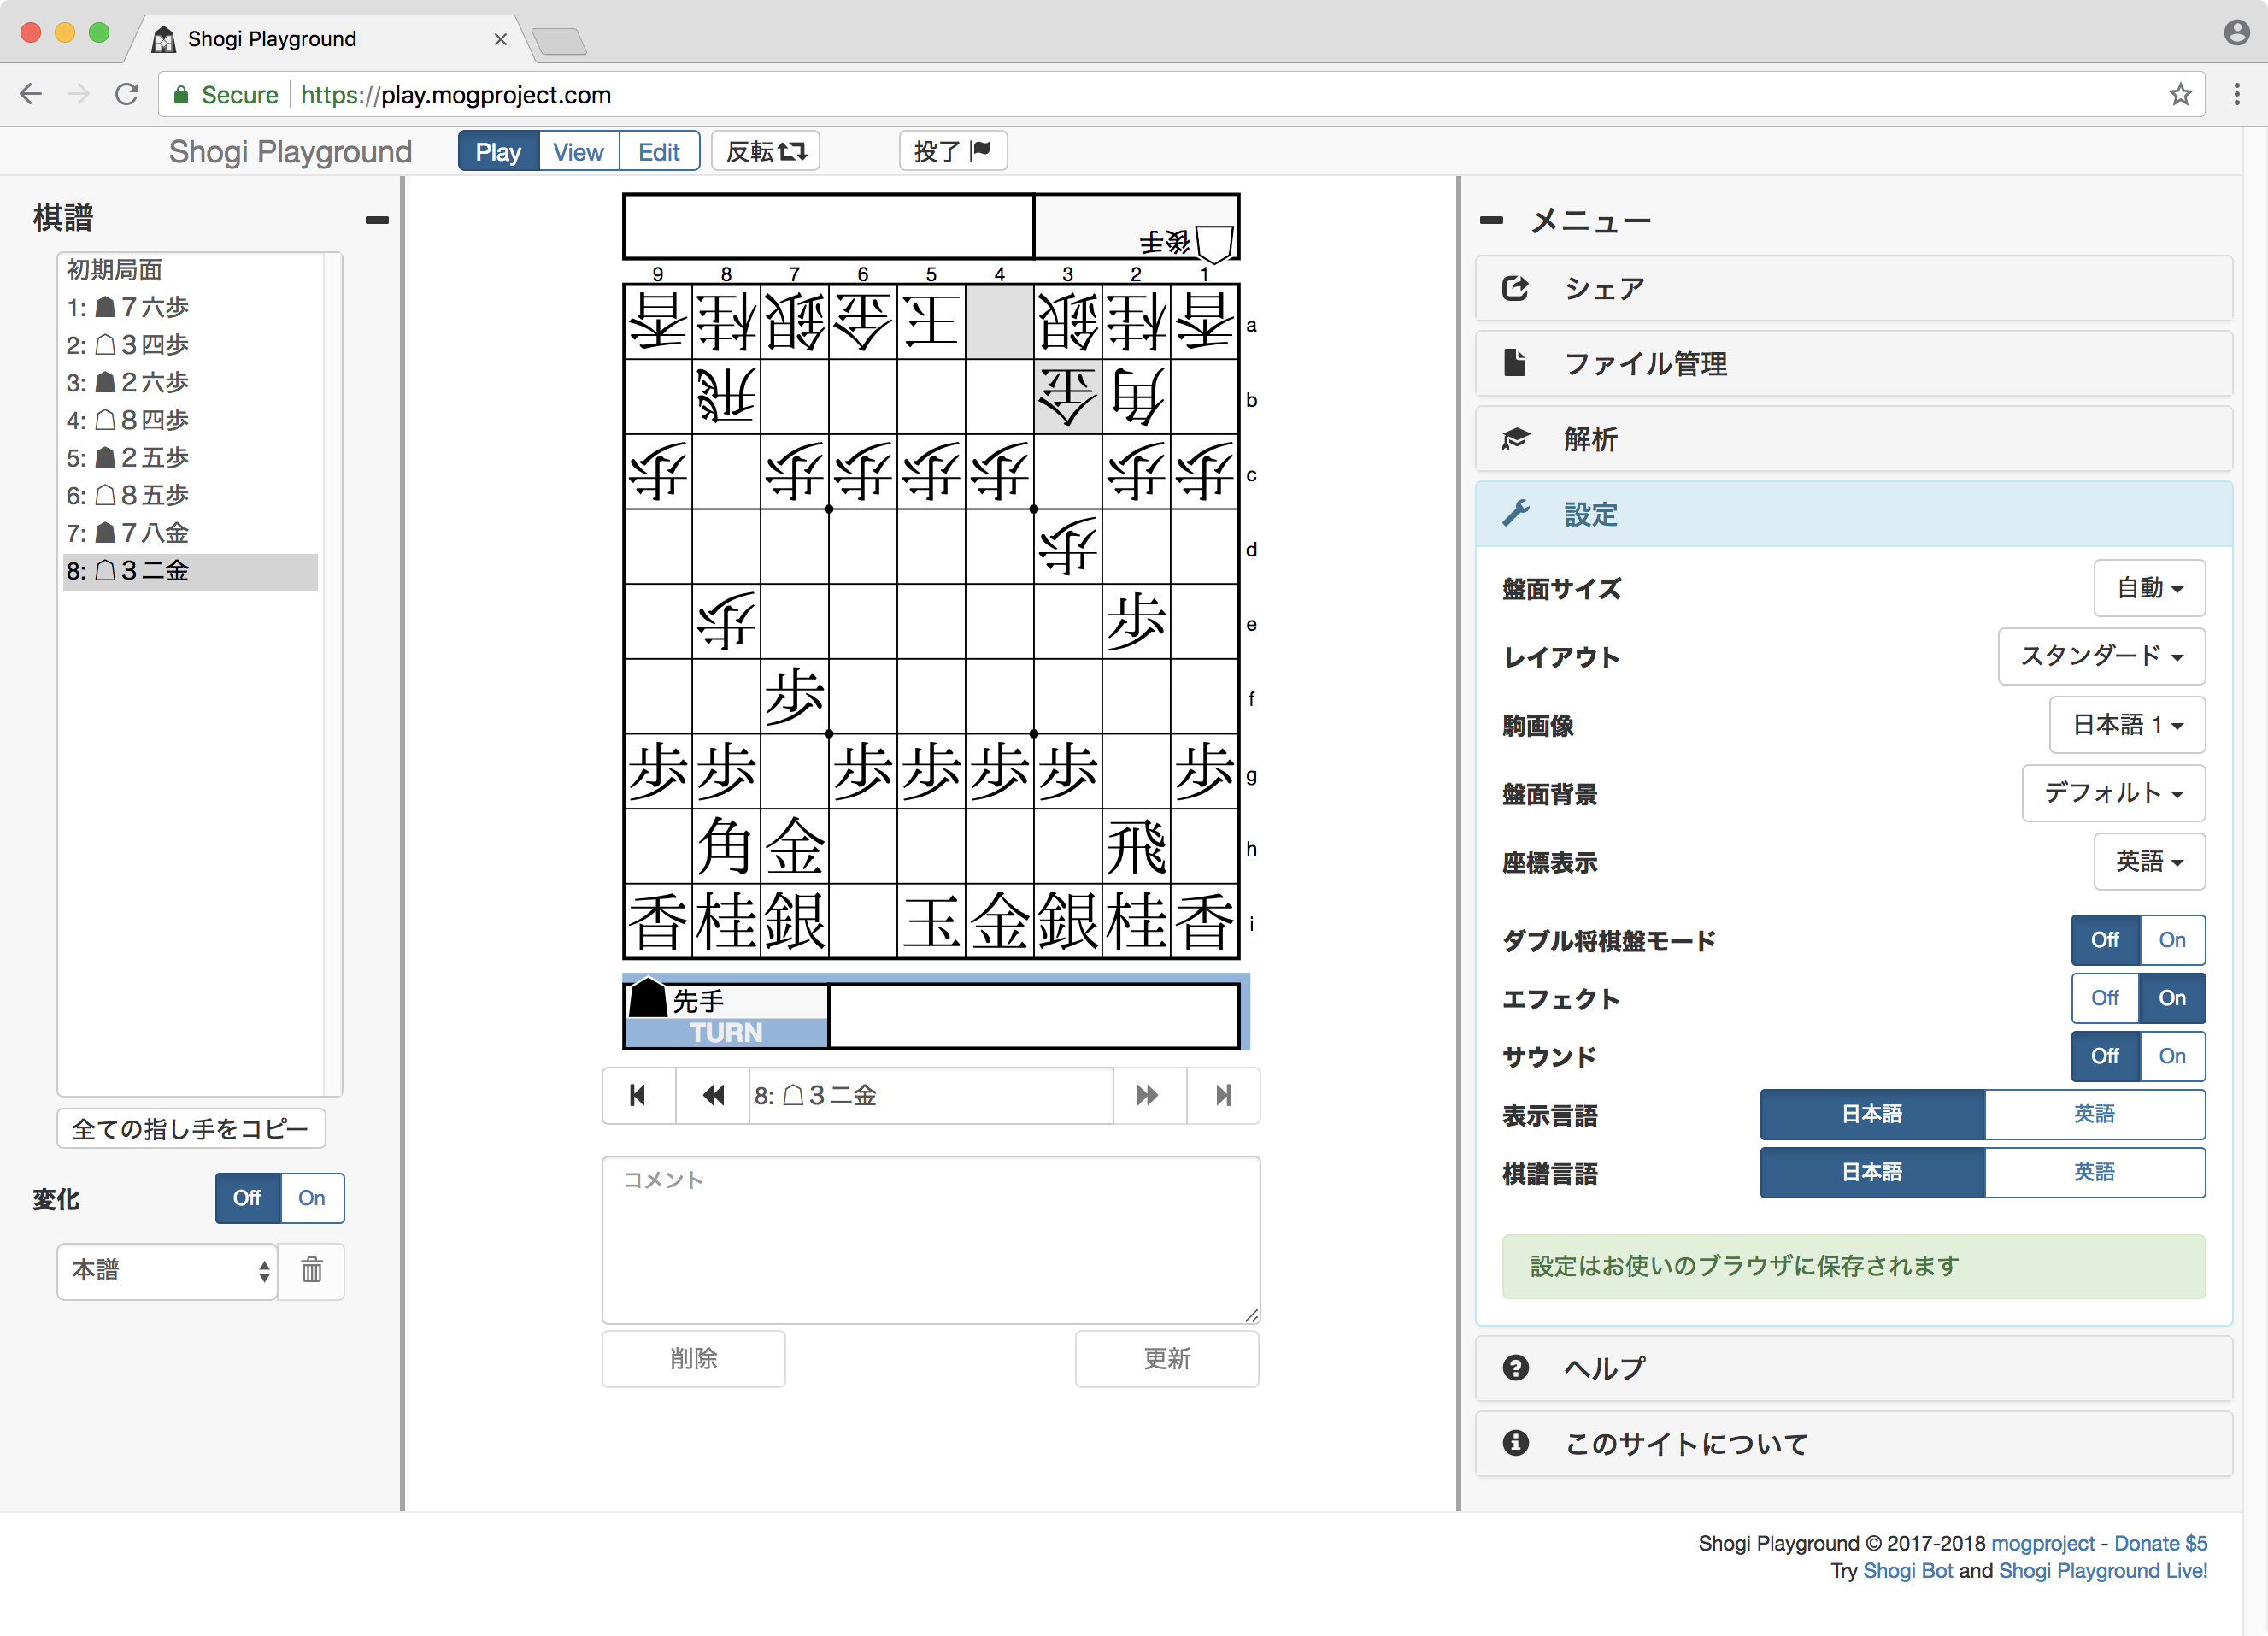 Shogi Playground
Secure https://play.mogproject.com
Shogi Playground Play View Edit 反転 投了
棋譜
初期局面
1: ☗７六歩
2: ☖３四歩
3: ☗２六歩
4: ☖８四歩
5: ☗２五歩
6: ☖８五歩
7: ☗７八金
8: ☖３二金
全ての指し手をコピー
変化 Off On
本譜
後手
9 8 7 6 5 4 3 2 1
香 桂 銀 金 玉 銀 桂 香 a
飛 金 角 b
歩 歩 歩 歩 歩 歩 歩 c
歩 d
歩 歩 e
歩 f
歩 歩 歩 歩 歩 歩 歩 g
角 金 飛 h
香 桂 銀 玉 金 銀 桂 香 i
先手
TURN
8: ☖３二金
コメント
削除 更新
メニュー
シェア
ファイル管理
解析
設定
盤面サイズ 自動
レイアウト スタンダード
駒画像 日本語 1
盤面背景 デフォルト
座標表示 英語
ダブル将棋盤モード Off On
エフェクト Off On
サウンド Off On
表示言語 日本語 英語
棋譜言語 日本語 英語
設定はお使いのブラウザに保存されます
ヘルプ
このサイトについて
Shogi Playground © 2017-2018 mogproject - Donate $5
Try Shogi Bot and Shogi Playground Live!